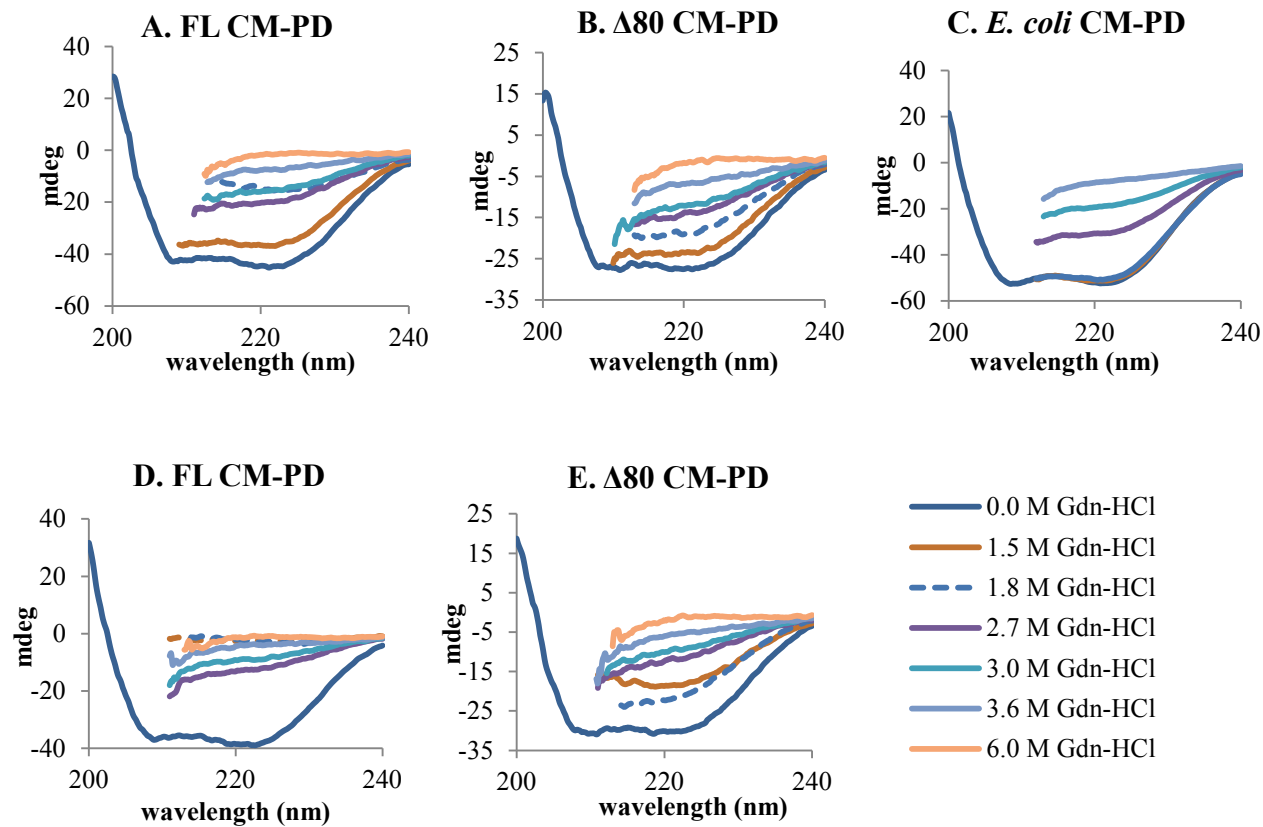 A. FL CM-PD
40
20
0
-20
-40
-60
mdeg
200
220
240
wavelength (nm)
B. Δ80 CM-PD
25
15
5
-5
-15
-25
-35
mdeg
200
220
240
wavelength (nm)
C. E. coli CM-PD
40
20
0
-20
-40
-60
mdeg
200
220
240
wavelength (nm)
D. FL CM-PD
40
20
0
-20
-40
mdeg
200
220
240
wavelength (nm)
E. Δ80 CM-PD
25
15
5
-5
-15
-25
-35
mdeg
200
220
240
wavelength (nm)
0.0 M Gdn-HCl
1.5 M Gdn-HCl
1.8 M Gdn-HCl
2.7 M Gdn-HCl
3.0 M Gdn-HCl
3.6 M Gdn-HCl
6.0 M Gdn-HCl